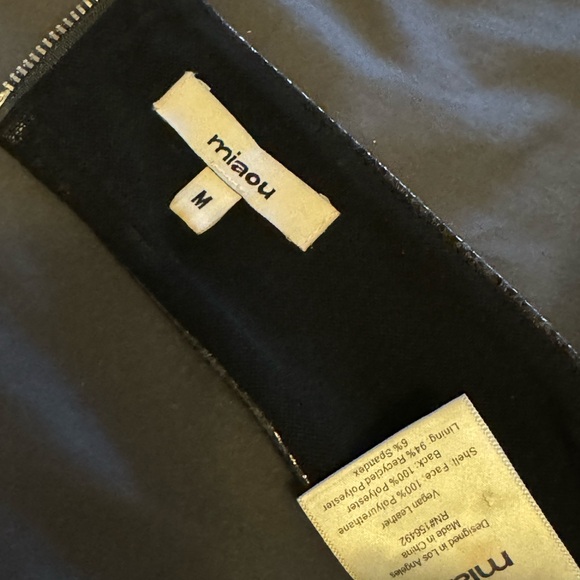 miaou
M
mia
Designed in Los Angeles
Made in China
RN#156492
Vegan Leather
Shell: Face: 100% Polyurethane
Back: 100% Polyester
Lining: 94% Recycled Polyester
6% Spandex